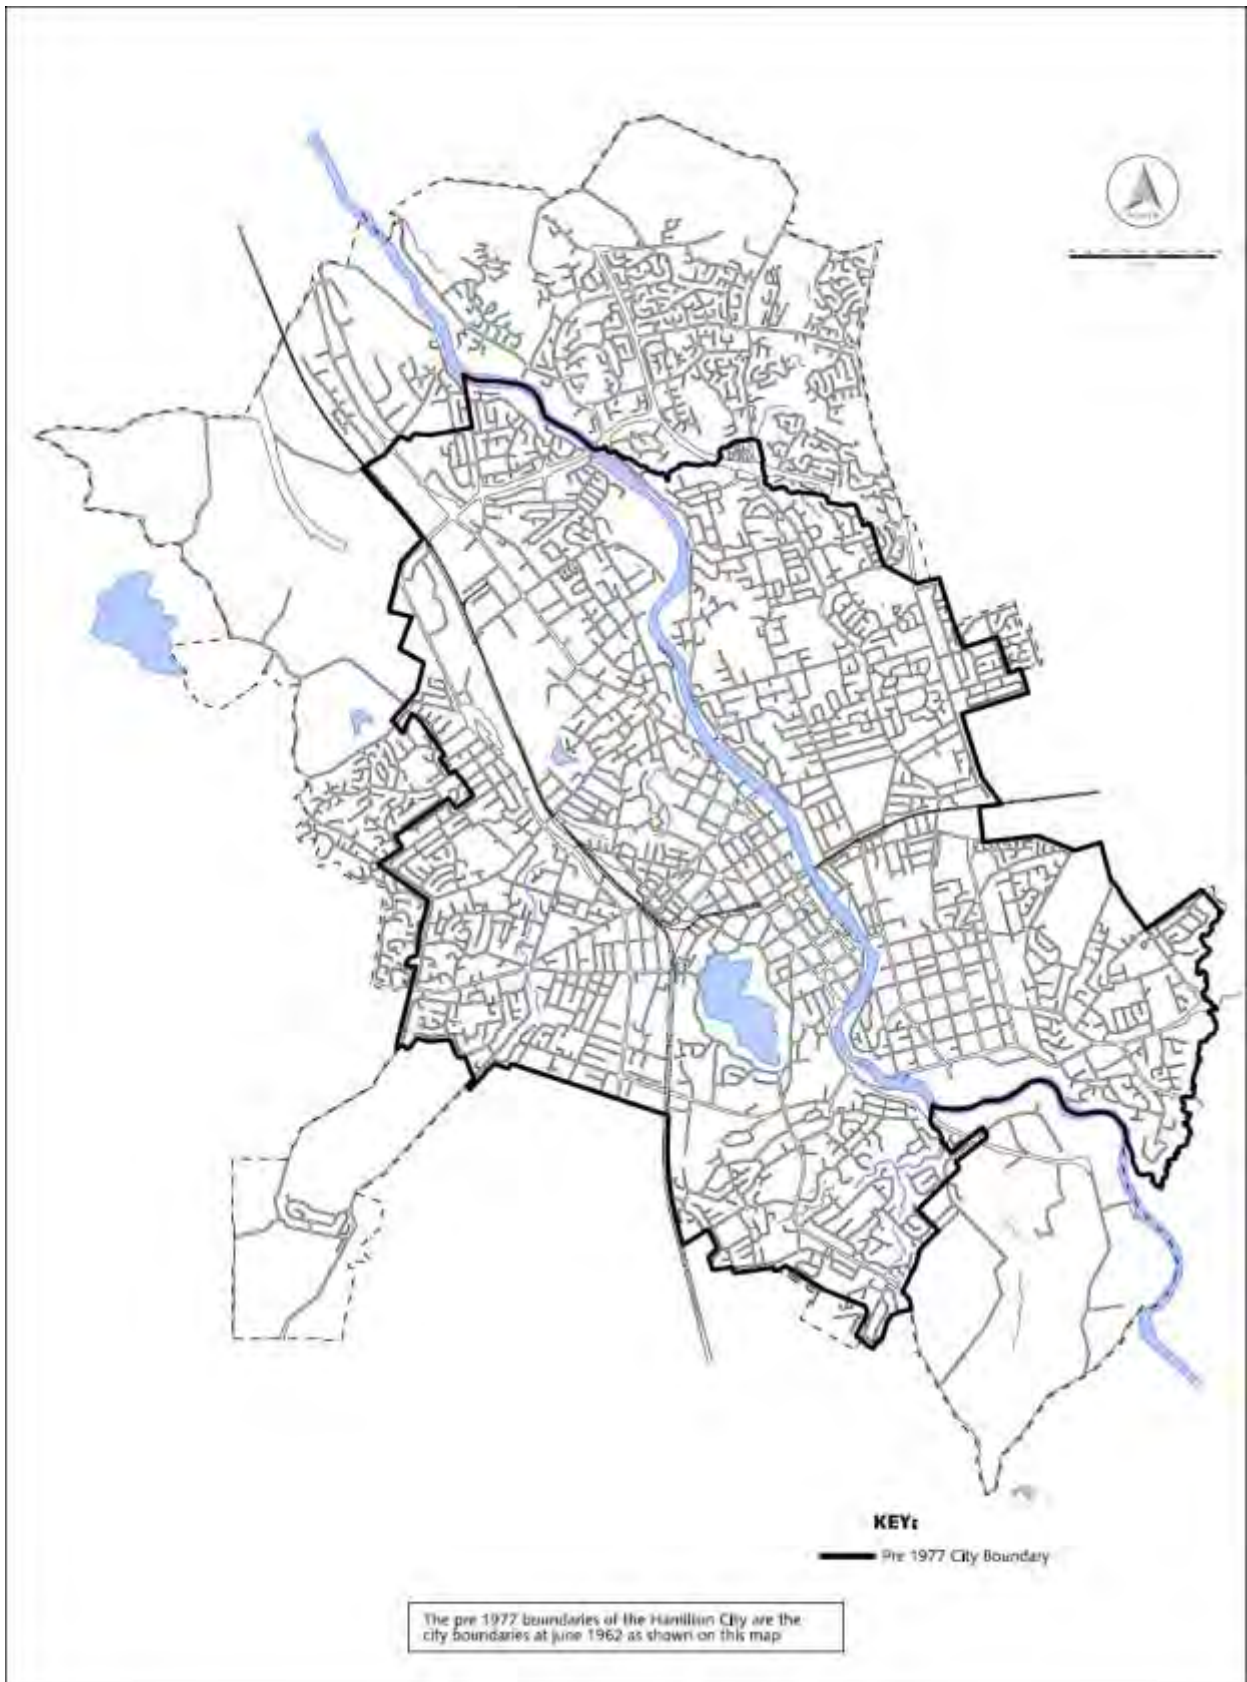 KEY:
Pre 1977 City Boundary
The pre 1977 boundaries of the Hamilton City are the
city boundaries at june 1962 as shown on this map